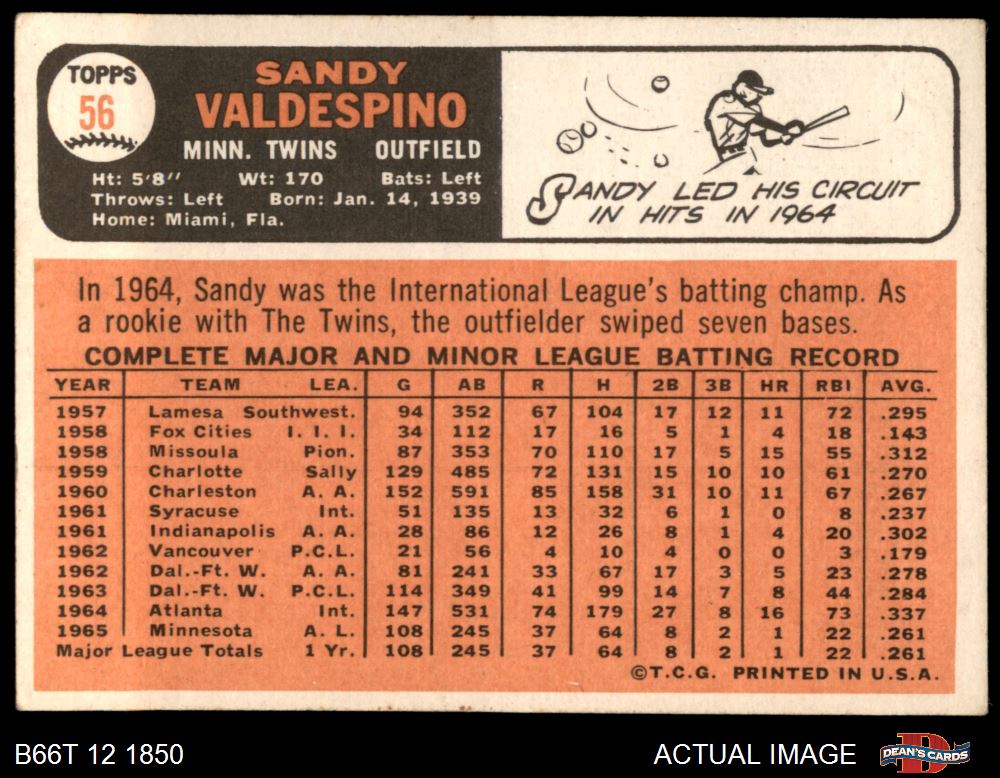 TOPPS
56
SANDY
VALDESPINO
MINN. TWINS OUTFIELD
Ht: 5'8" Wt: 170 Bats: Left
Throws: Left Born: Jan. 14, 1939
Home: Miami, Fla.
SANDY LED HIS CIRCUIT
IN HITS IN 1964
In 1964, Sandy was the International League's batting champ. As
a rookie with The Twins, the outfielder swiped seven bases.
COMPLETE MAJOR AND MINOR LEAGUE BATTING RECORD
YEAR TEAM LEA. G AB R H 2B 3B HR RBI AVG.
1957 Lamesa Southwest. 94 352 67 104 17 12 11 72 .295
1958 Fox Cities I. I. I. 34 112 17 16 5 1 4 18 .143
1958 Missoula Pion. 87 353 70 110 17 5 15 55 .312
1959 Charlotte Sally 129 485 72 131 15 10 10 61 .270
1960 Charleston A. A. 152 591 85 158 31 10 11 67 .267
1961 Syracuse Int. 51 135 13 32 6 1 0 8 .237
1961 Indianapolis A. A. 28 86 12 26 8 1 4 20 .302
1962 Vancouver P.C.L. 21 56 4 10 4 0 0 3 .179
1962 Dal.-Ft. W. A. A. 81 241 33 67 17 3 5 23 .278
1963 Dal.-Ft. W. P.C.L. 114 349 41 99 14 7 8 44 .284
1964 Atlanta Int. 147 531 74 179 27 8 16 73 .337
1965 Minnesota A. L. 108 245 37 64 8 2 1 22 .261
Major League Totals 1 Yr. 108 245 37 64 8 2 1 22 .261
©T.C.G. PRINTED IN U.S.A.
B66T 12 1850
ACTUAL IMAGE
DEAN'S CARDS